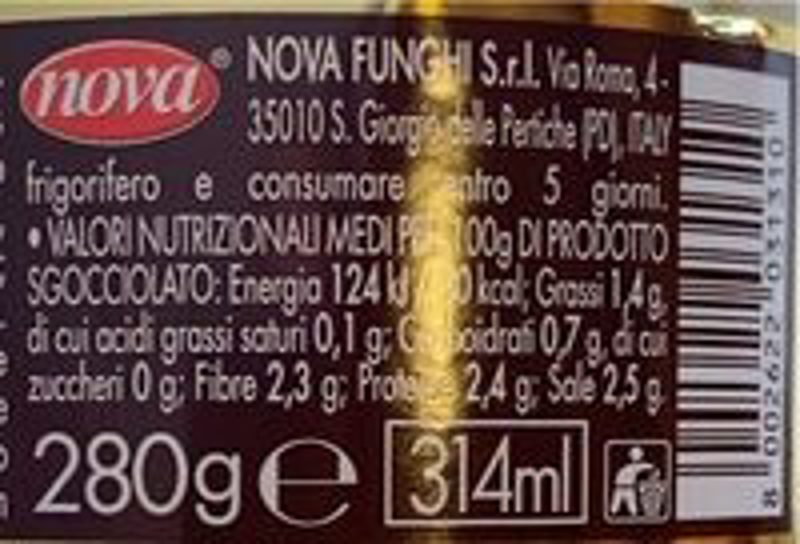 nova® NOVA FUNGHI S.r.l. Via Roma, 4 -
35010 S. Giorgio delle Pertiche (PD), ITALY
frigorifero e consumare entro 5 giorni.
• VALORI NUTRIZIONALI MEDI PER 100g DI PRODOTTO
SGOCCIOLATO: Energia 124 kJ / kcal; Grassi 1,4 g,
di cui acidi grassi saturi 0,1 g; Carboidrati 0,7 g, di cui
zuccheri 0 g; Fibre 2,3 g; Proteine 2,4 g; Sale 2,5 g.
280g e 314ml
8 002622 031310